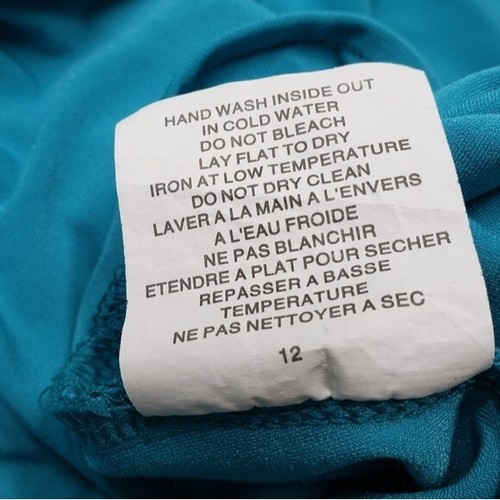 HAND WASH INSIDE OUT
IN COLD WATER
DO NOT BLEACH
LAY FLAT TO DRY
IRON AT LOW TEMPERATURE
DO NOT DRY CLEAN
LAVER A LA MAIN A L'ENVERS
A L'EAU FROIDE
NE PAS BLANCHIR
ETENDRE A PLAT POUR SECHER
REPASSER A BASSE
TEMPERATURE
NE PAS NETTOYER A SEC
12